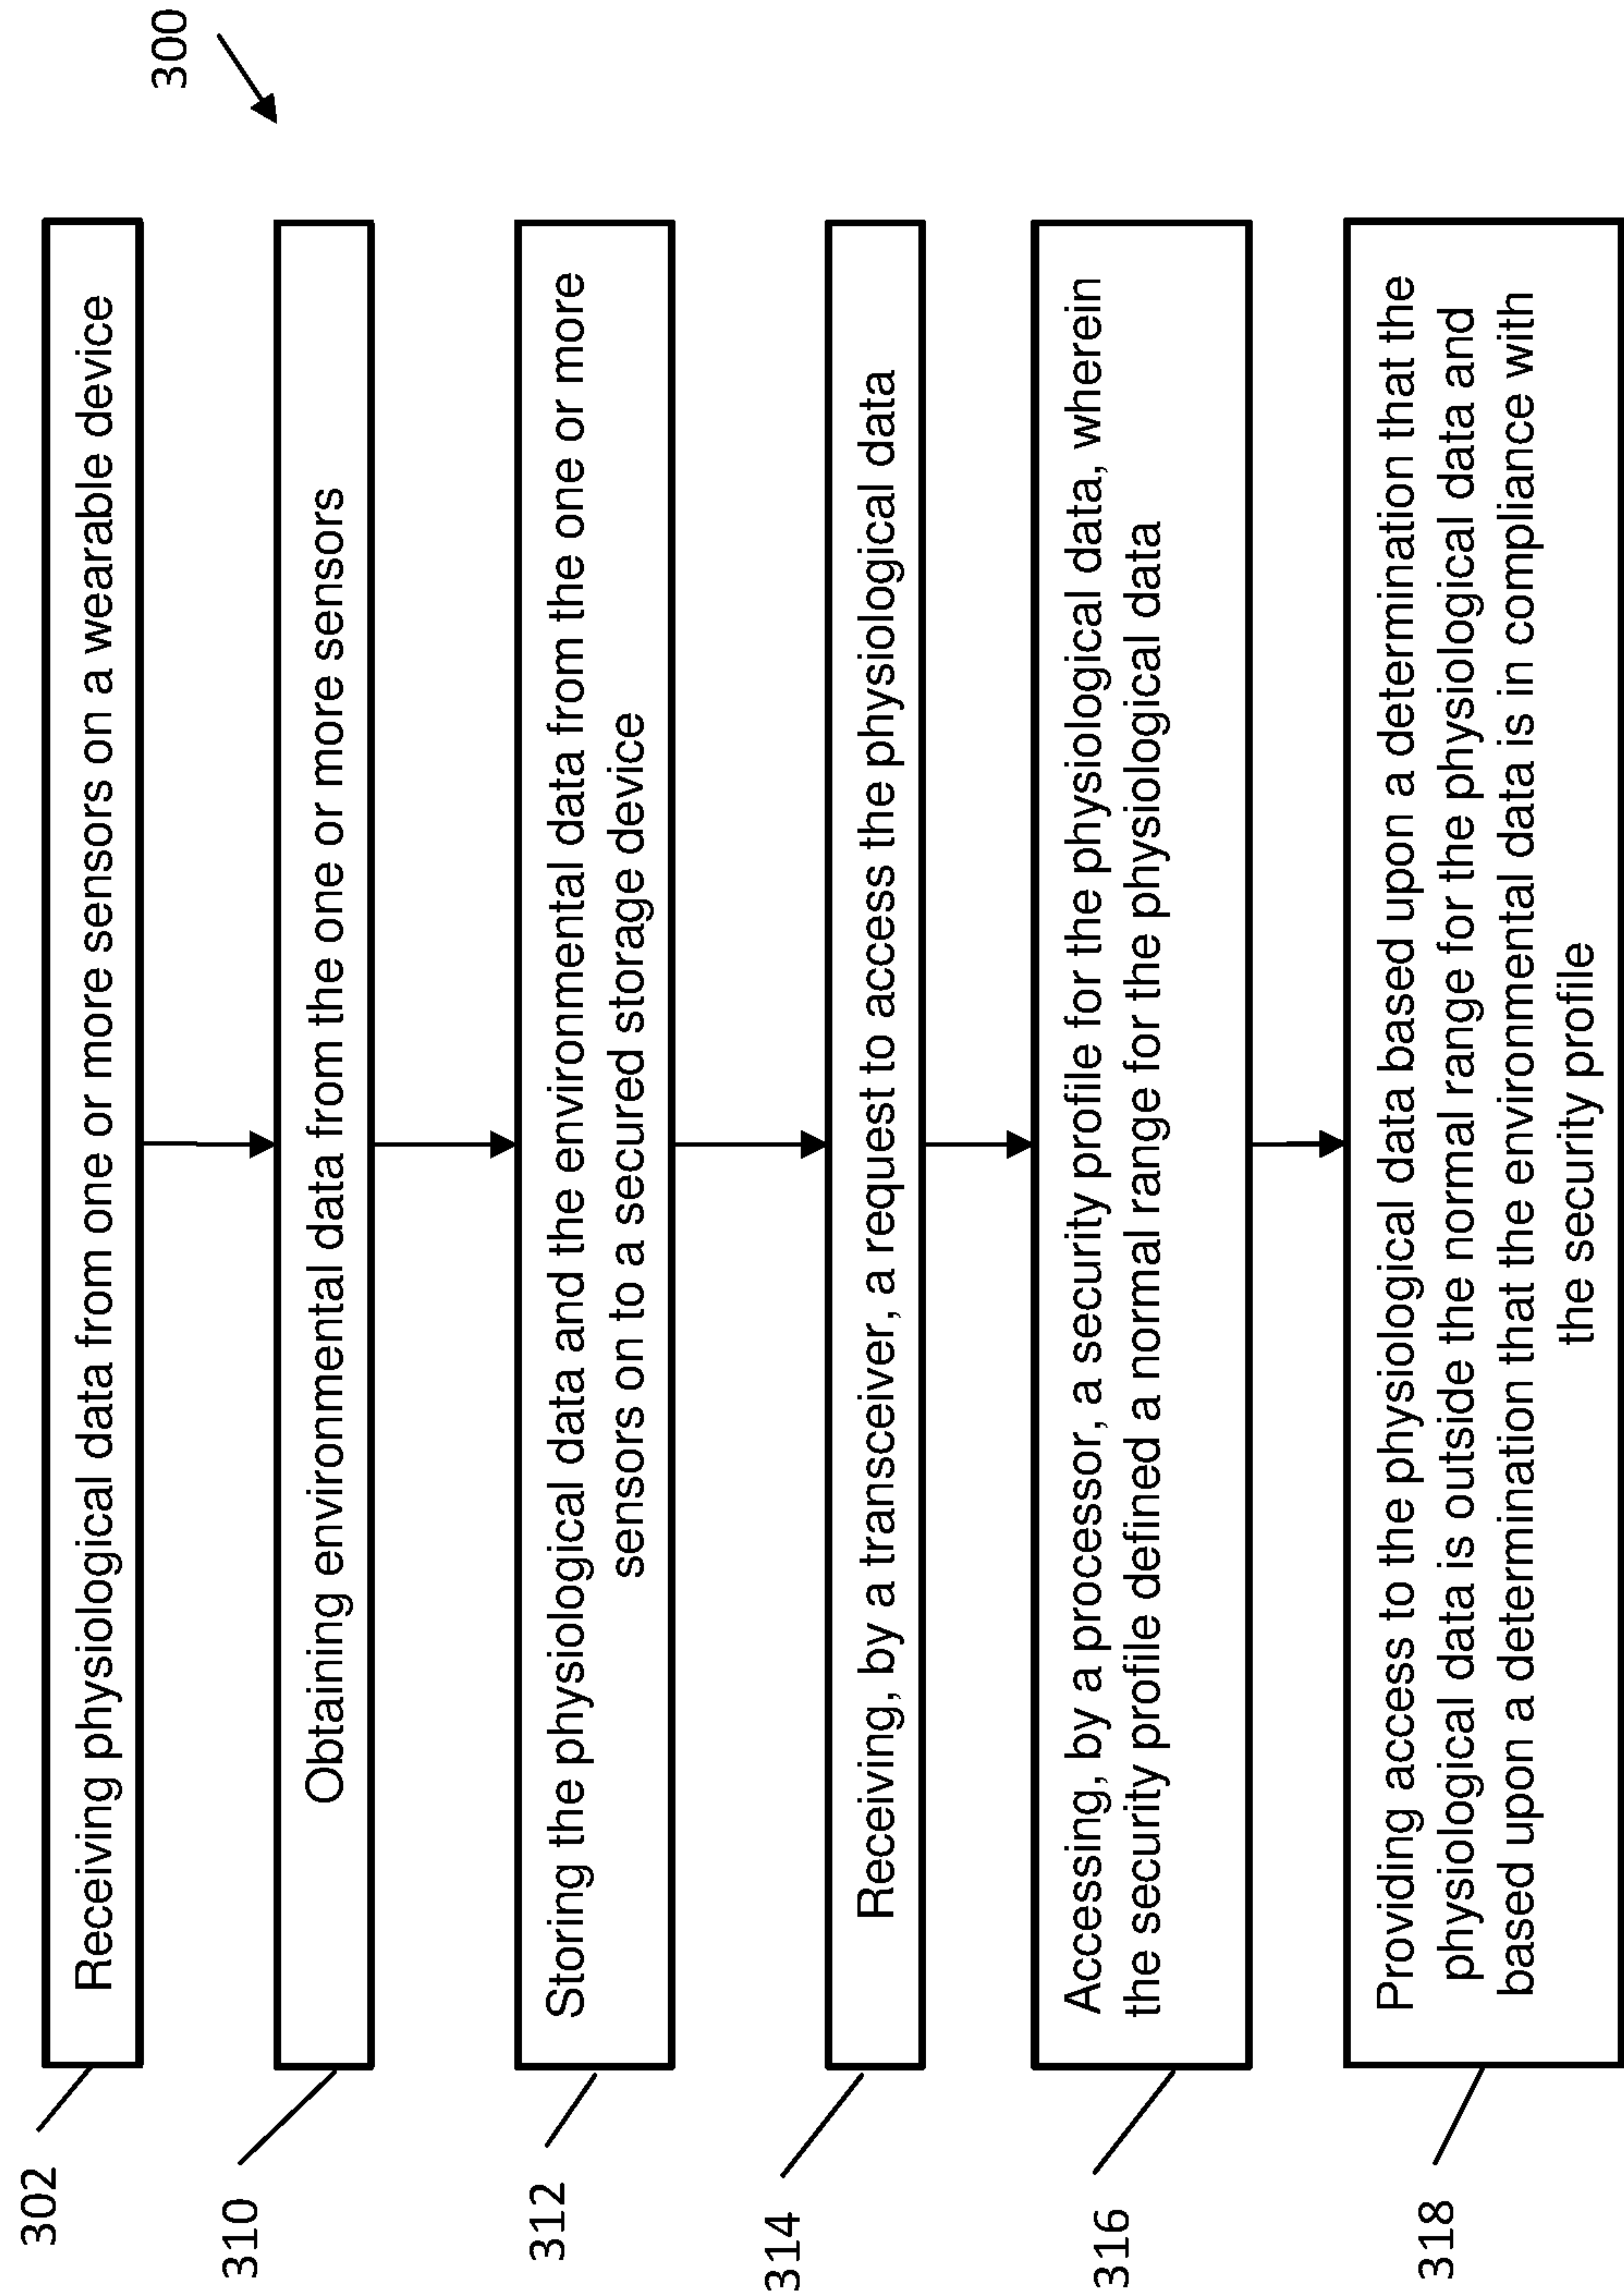 300
302
Receiving physiological data from one or more sensors on a wearable device
310
Obtaining environmental data from the one or more sensors
312
Storing the physiological data and the environmental data from the one or more
sensors on to a secured storage device
314
Receiving, by a transceiver, a request to access the physiological data
316
Accessing, by a processor, a security profile for the physiological data, wherein
the security profile defined a normal range for the physiological data
318
Providing access to the physiological data based upon a determination that the
physiological data is outside the normal range for the physiological data and
based upon a determination that the environmental data is in compliance with
the security profile